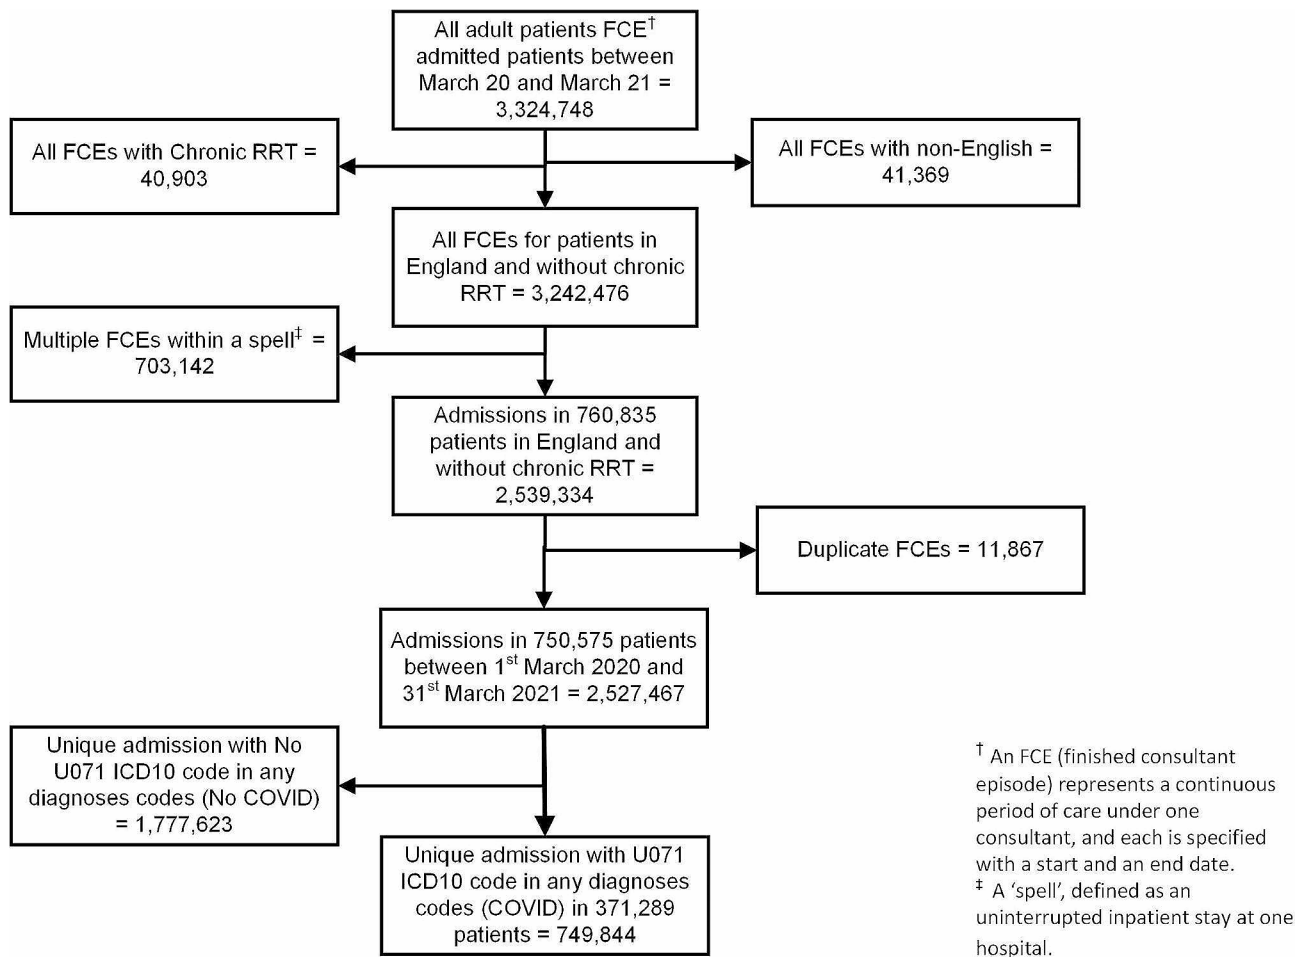 All adult patients FCE†
admitted patients between
March 20 and March 21 =
3,324,748
All FCEs with Chronic RRT =
40,903
All FCEs with non-English =
41,369
All FCEs for patients in
England and without chronic
RRT = 3,242,476
Multiple FCEs within a spell‡ =
703,142
Admissions in 760,835
patients in England and
without chronic RRT =
2,539,334
Duplicate FCEs = 11,867
Admissions in 750,575 patients
between 1st March 2020 and
31st March 2021 = 2,527,467
Unique admission with No
U071 ICD10 code in any
diagnoses codes (No COVID)
= 1,777,623
Unique admission with U071
ICD10 code in any diagnoses
codes (COVID) in 371,289
patients = 749,844
† An FCE (finished consultant
episode) represents a continuous
period of care under one
consultant, and each is specified
with a start and an end date.
‡ A ‘spell’, defined as an
uninterrupted inpatient stay at one
hospital.